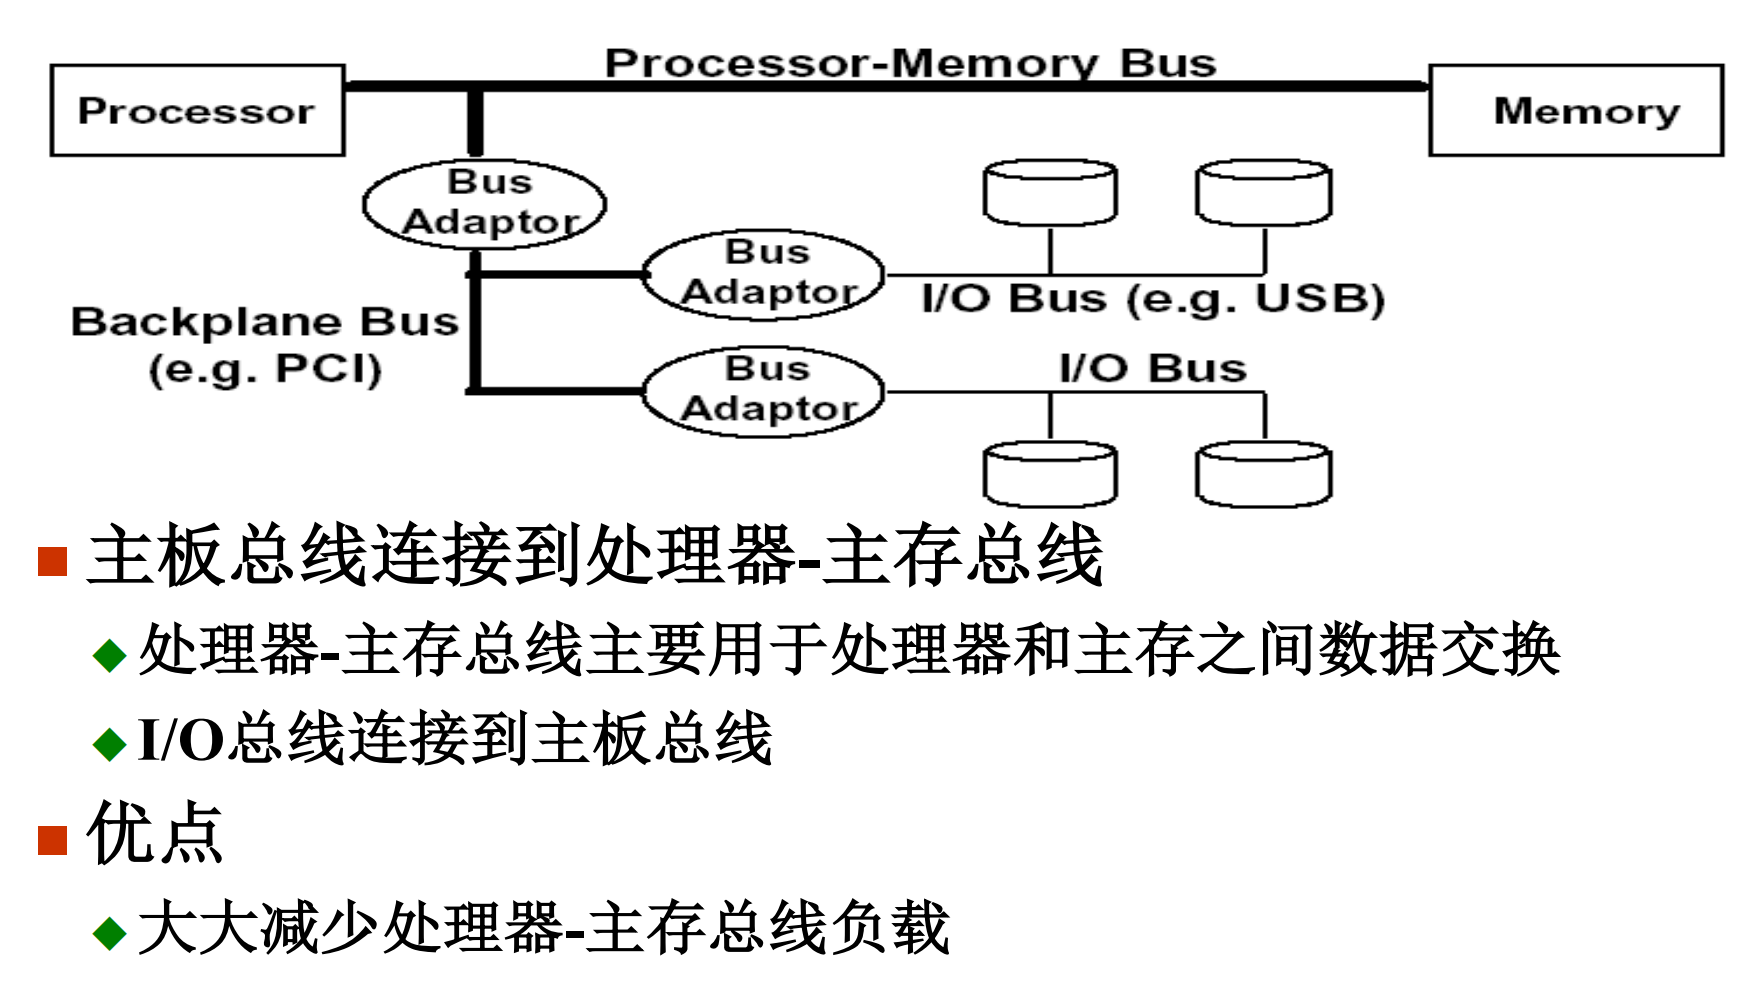 Processor-Memory Bus
Processor
Memory
Bus
Adaptor
Bus
Adaptor
I/O Bus (e.g. USB)
Backplane Bus
(e.g. PCI)
Bus
Adaptor
I/O Bus
主板总线连接到处理器-主存总线
处理器-主存总线主要用于处理器和主存之间数据交换
I/O总线连接到主板总线
优点
大大减少处理器-主存总线负载